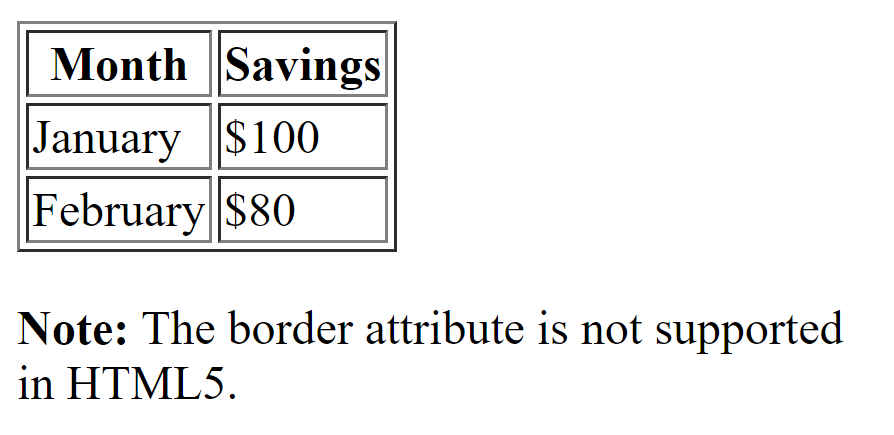 Month Savings
January $100
February $80
Note: The border attribute is not supported
in HTML5.